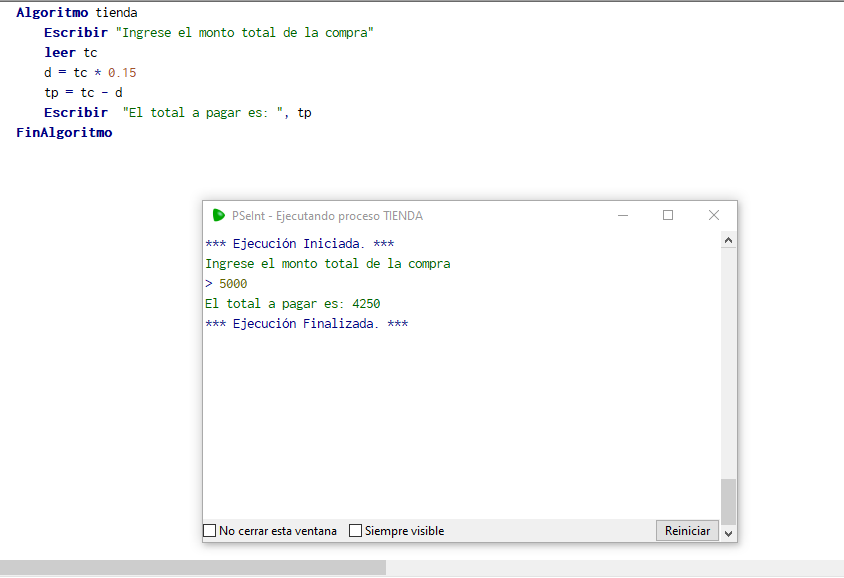 Algoritmo tienda
Escribir "Ingrese el monto total de la compra"
leer tc
d = tc * 0.15
tp = tc - d
Escribir  "El total a pagar es: ", tp
FinAlgoritmo
PSeInt - Ejecutando proceso TIENDA
*** Ejecución Iniciada. ***
Ingrese el monto total de la compra
> 5000
El total a pagar es: 4250
*** Ejecución Finalizada. ***
No cerrar esta ventana Siempre visible Reiniciar